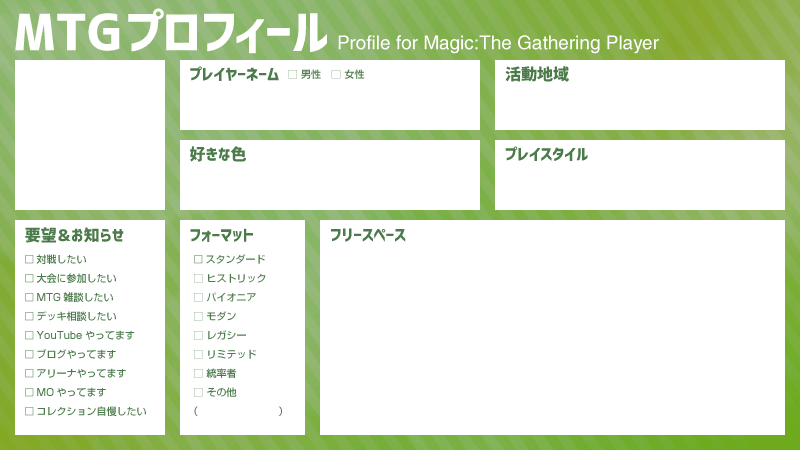 MTGプロフィール Profile for Magic:The Gathering Player
プレイヤーネーム □ 男性 □ 女性
活動地域
好きな色
プレイスタイル
要望＆お知らせ
□ 対戦したい
□ 大会に参加したい
□ MTG 雑談したい
□ デッキ相談したい
□ YouTube やってます
□ ブログやってます
□ アリーナやってます
□ MO やってます
□ コレクション自慢したい
フォーマット
□ スタンダード
□ ヒストリック
□ パイオニア
□ モダン
□ レガシー
□ リミテッド
□ 統率者
□ その他
（　　　　　　　）
フリースペース